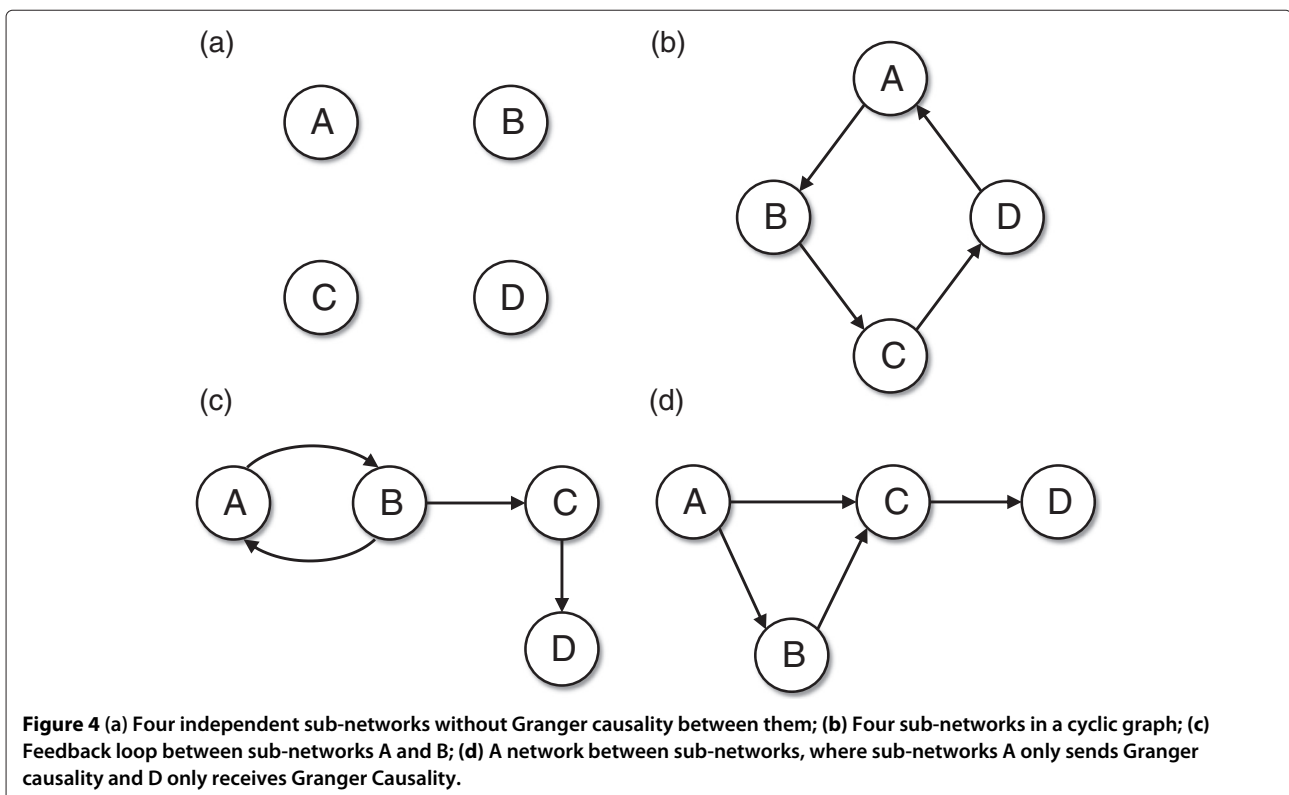 (a)
(b)
A
B
C
D
A
B
D
C
(c)
(d)
A
B
C
D
A
C
D
B
Figure 4 (a) Four independent sub-networks without Granger causality between them; (b) Four sub-networks in a cyclic graph; (c)
Feedback loop between sub-networks A and B; (d) A network between sub-networks, where sub-networks A only sends Granger
causality and D only receives Granger Causality.